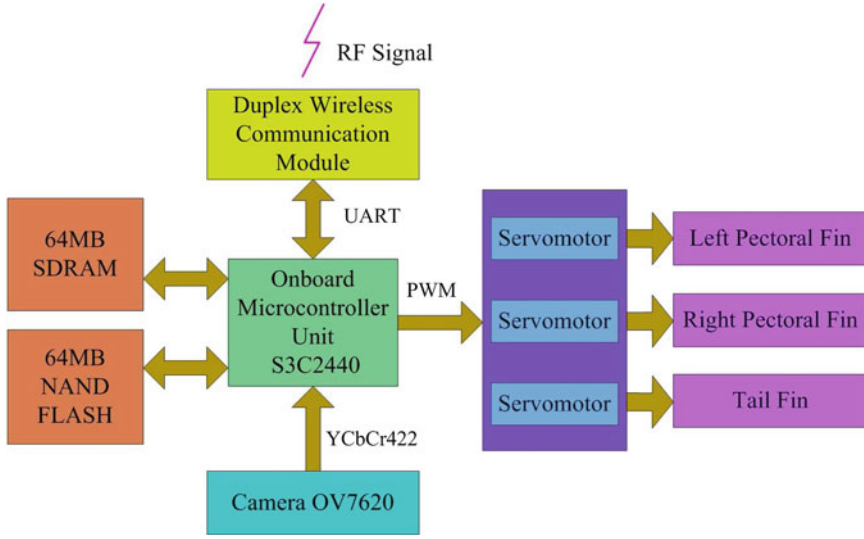 RF Signal
Duplex Wireless
Communication
Module
UART
64MB
SDRAM
64MB
NAND
FLASH
Onboard
Microcontroller
Unit
S3C2440
PWM
YCbCr422
Camera OV7620
Servomotor
Servomotor
Servomotor
Left Pectoral Fin
Right Pectoral Fin
Tail Fin